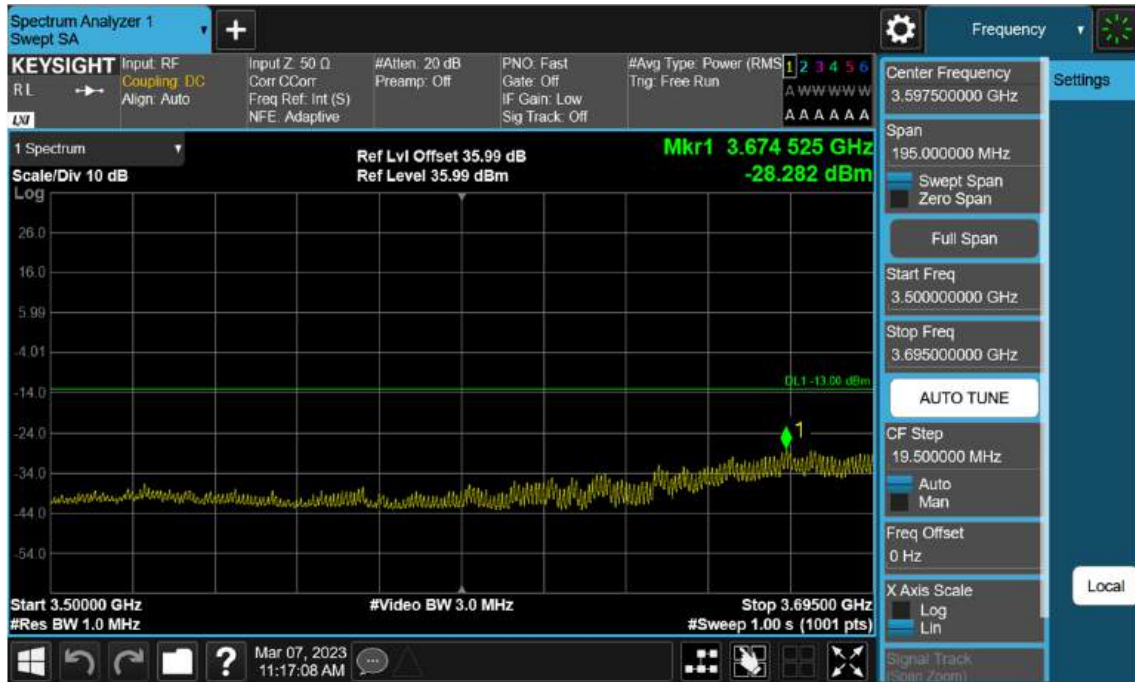 Spectrum Analyzer 1
Swept SA
+
Frequency
KEYSIGHT
RL
LXI
Input: RF
Coupling: DC
Align: Auto
Input Z: 50 Ω
Corr CCorr
Freq Ref: Int (S)
NFE: Adaptive
#Atten: 20 dB
Preamp: Off
PNO: Fast
Gate: Off
IF Gain: Low
Sig Track: Off
#Avg Type: Power (RMS
Trig: Free Run
1 2 3 4 5 6
A W W W W W
A A A A A A
1 Spectrum
Scale/Div 10 dB
Log
Ref Lvl Offset 35.99 dB
Ref Level 35.99 dBm
Mkr1 3.674 525 GHz
-28.282 dBm
26.0
16.0
5.99
-4.01
DL1 -13.00 dBm
-14.0
-24.0
1
-34.0
-44.0
-54.0
Start 3.50000 GHz
#Res BW 1.0 MHz
#Video BW 3.0 MHz
Stop 3.69500 GHz
#Sweep 1.00 s (1001 pts)
Center Frequency
3.597500000 GHz
Settings
Span
195.000000 MHz
Swept Span
Zero Span
Full Span
Start Freq
3.500000000 GHz
Stop Freq
3.695000000 GHz
AUTO TUNE
CF Step
19.500000 MHz
Auto
Man
Freq Offset
0 Hz
X Axis Scale
Log
Lin
Local
Signal Track
(Span Zoom)
?
Mar 07, 2023
11:17:08 AM